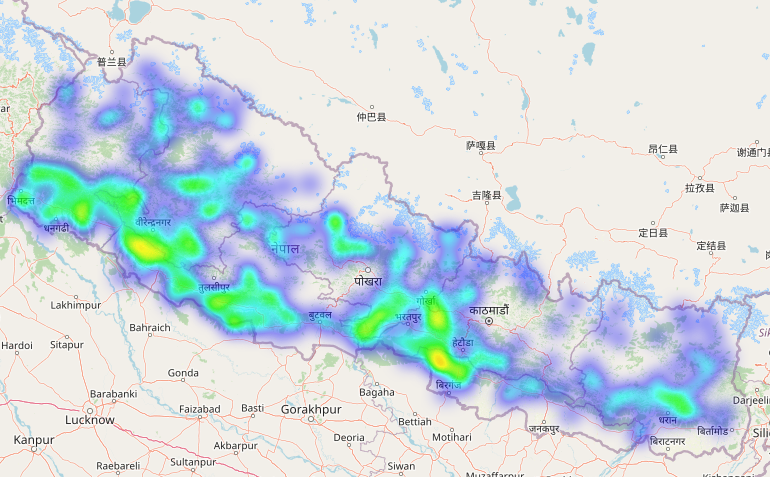 普兰县
仲巴县
萨嘎县
昂仁县
谢通门
拉孜县
吉隆县
萨迦县
定日县
定结县
भिमदत्त
धनगढी
वीरेन्द्रनगर
नेपाल
तुलसीपुर
पोखरा
गोर्खा
काठमाडौं
बुटवल
भरतपुर
हेटौडा
बिरगंज
जनकपुर
धरान
बिर्तामोड
बिराटनगर
Lakhimpur
Bahraich
Hardoi
Sitapur
Gonda
Barabanki
Lucknow
Faizabad
Basti
Gorakhpur
Bagaha
Bettiah
Motihari
Darjeelin
Kanpur
Akbarpur
Deoria
Raebareli
Sultanpur
Siwan
Muzaffarpur